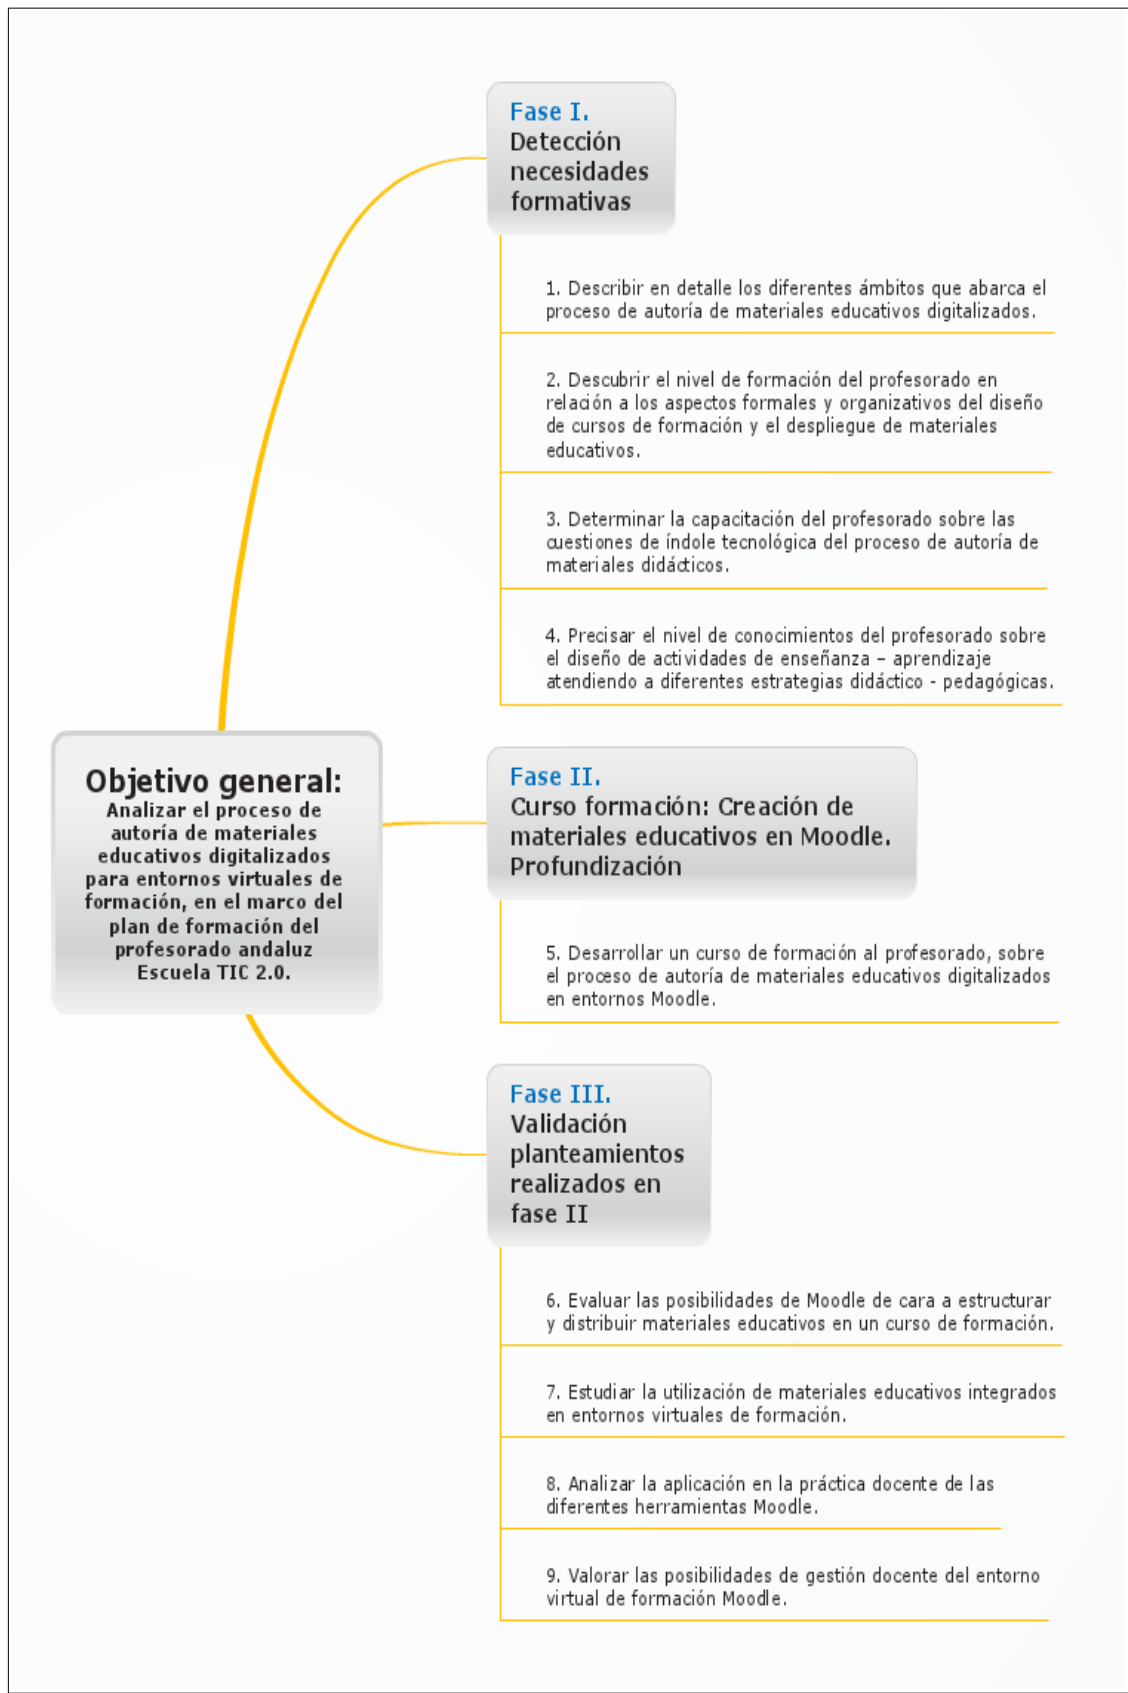 Fase I.
Detección
necesidades
formativas
1. Describir en detalle los diferentes ámbitos que abarca el
proceso de autoría de materiales educativos digitalizados.
2. Descubrir el nivel de formación del profesorado en
relación a los aspectos formales y organizativos del diseño
de cursos de formación y el despliegue de materiales
educativos.
3. Determinar la capacitación del profesorado sobre las
cuestiones de índole tecnológica del proceso de autoría de
materiales didácticos.
4. Precisar el nivel de conocimientos del profesorado sobre
el diseño de actividades de enseñanza – aprendizaje
atendiendo a diferentes estrategias didáctico - pedagógicas.
Objetivo general:
Analizar el proceso de
autoría de materiales
educativos digitalizados
para entornos virtuales de
formación, en el marco del
plan de formación del
profesorado andaluz
Escuela TIC 2.0.
Fase II.
Curso formación: Creación de
materiales educativos en Moodle.
Profundización
5. Desarrollar un curso de formación al profesorado, sobre
el proceso de autoría de materiales educativos digitalizados
en entornos Moodle.
Fase III.
Validación
planteamientos
realizados en
fase II
6. Evaluar las posibilidades de Moodle de cara a estructurar
y distribuir materiales educativos en un curso de formación.
7. Estudiar la utilización de materiales educativos integrados
en entornos virtuales de formación.
8. Analizar la aplicación en la práctica docente de las
diferentes herramientas Moodle.
9. Valorar las posibilidades de gestión docente del entorno
virtual de formación Moodle.